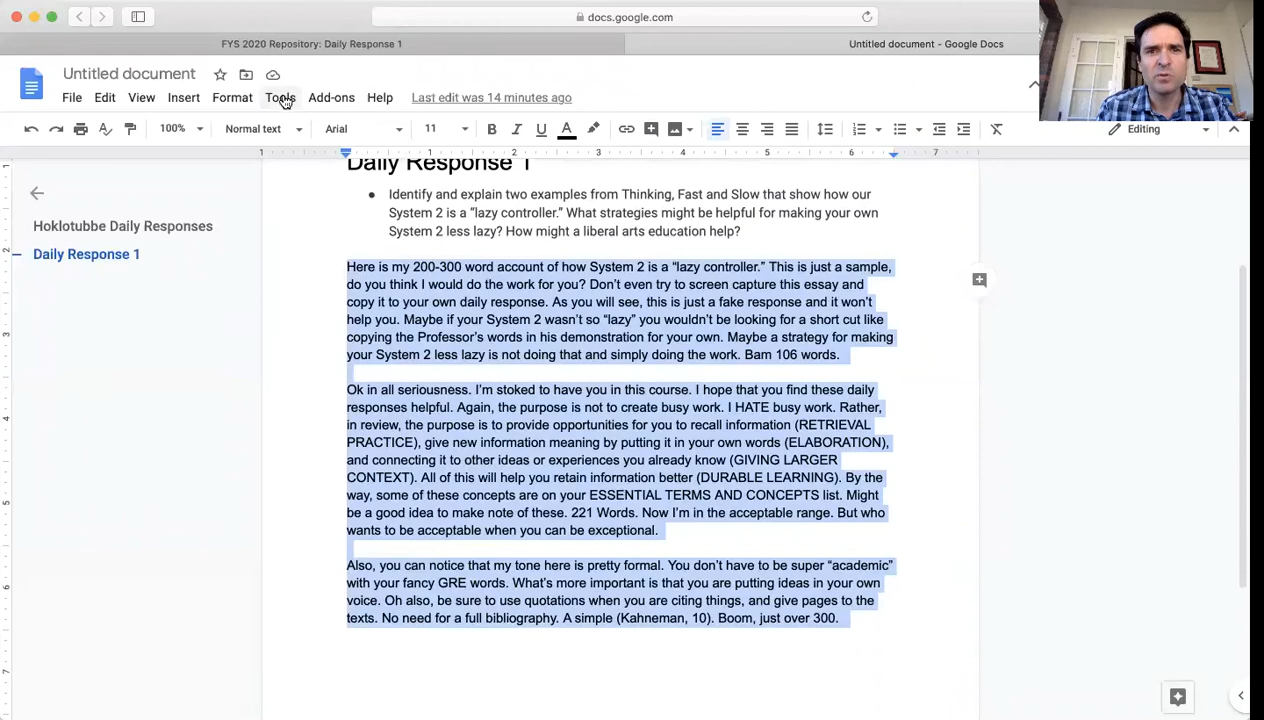 docs.google.com
FYS 2020 Repository: Daily Response 1
Untitled document - Google Docs
Untitled document
File Edit View Insert Format Tools Add-ons Help Last edit was 14 minutes ago
100% Normal text Arial 11 Editing
1 1 2 3 4 5 6 7
Daily Response 1
Identify and explain two examples from Thinking, Fast and Slow that show how our
System 2 is a “lazy controller.” What strategies might be helpful for making your own
System 2 less lazy? How might a liberal arts education help?
Hoklotubbe Daily Responses
Daily Response 1
Here is my 200-300 word account of how System 2 is a “lazy controller.” This is just a sample,
do you think I would do the work for you? Don’t even try to screen capture this essay and
copy it to your own daily response. As you will see, this is just a fake response and it won’t
help you. Maybe if your System 2 wasn’t so “lazy” you wouldn’t be looking for a short cut like
copying the Professor’s words in his demonstration for your own. Maybe a strategy for making
your System 2 less lazy is not doing that and simply doing the work. Bam 106 words.
Ok in all seriousness. I’m stoked to have you in this course. I hope that you find these daily
responses helpful. Again, the purpose is not to create busy work. I HATE busy work. Rather,
in review, the purpose is to provide opportunities for you to recall information (RETRIEVAL
PRACTICE), give new information meaning by putting it in your own words (ELABORATION),
and connecting it to other ideas or experiences you already know (GIVING LARGER
CONTEXT). All of this will help you retain information better (DURABLE LEARNING). By the
way, some of these concepts are on your ESSENTIAL TERMS AND CONCEPTS list. Might
be a good idea to make note of these. 221 Words. Now I’m in the acceptable range. But who
wants to be acceptable when you can be exceptional.
Also, you can notice that my tone here is pretty formal. You don’t have to be super “academic”
with your fancy GRE words. What’s more important is that you are putting ideas in your own
voice. Oh also, be sure to use quotations when you are citing things, and give pages to the
texts. No need for a full bibliography. A simple (Kahneman, 10). Boom, just over 300.
1
2
3
4
5
6
7